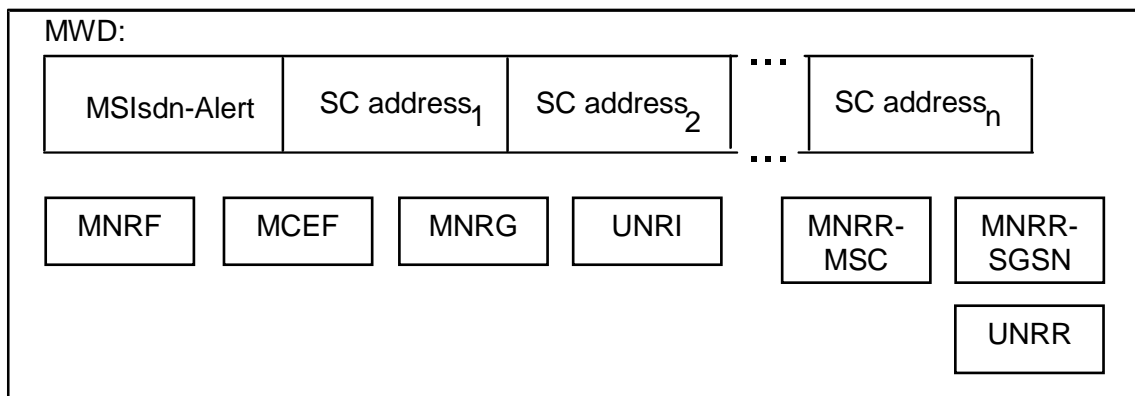 MWD:
MSIsdn-Alert SC address1 SC address2 ... SC addressn
...
MNRF MCEF MNRG UNRI MNRR-MSC MNRR-SGSN
UNRR